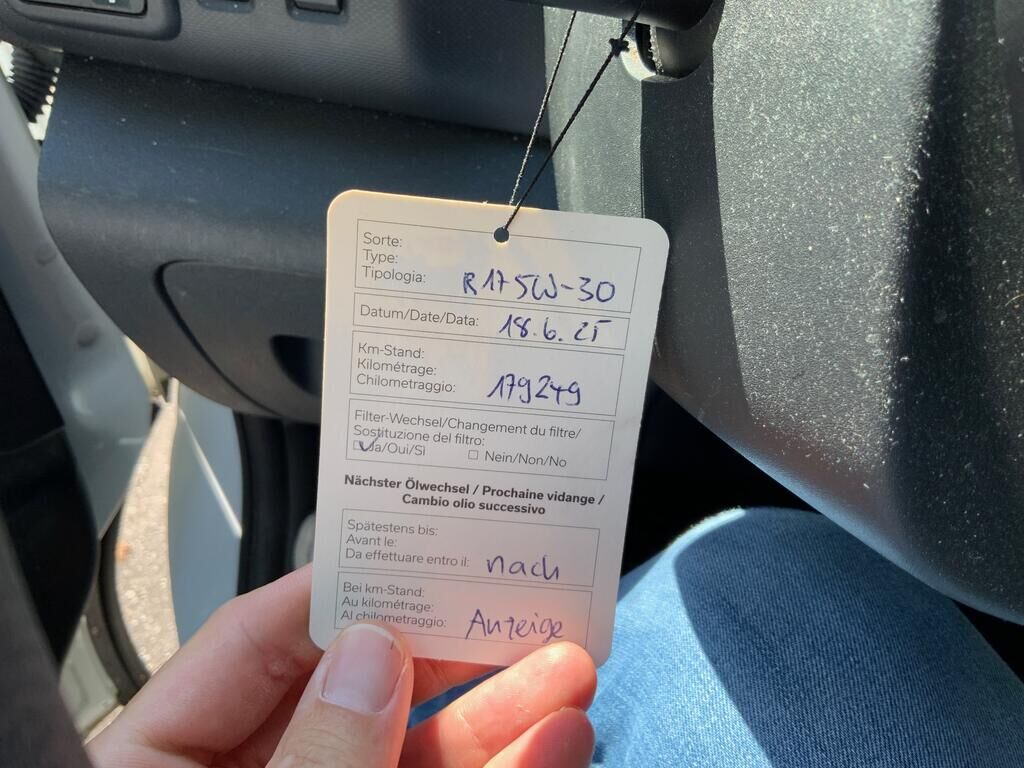 Sorte:
Type:
Tipologia: R17 5W-30
Datum/Date/Data: 18.6.25
Km-Stand:
Kilométrage:
Chilometraggio: 179249
Filter-Wechsel/Changement du filtre/
Sostituzione del filtro:
☑ Ja/Oui/Sì ☐ Nein/Non/No
Nächster Ölwechsel / Prochaine vidange /
Cambio olio successivo
Spätestens bis:
Avant le:
Da effettuare entro il: nach
Bei km-Stand:
Au kilométrage:
Al chilometraggio: Anzeige